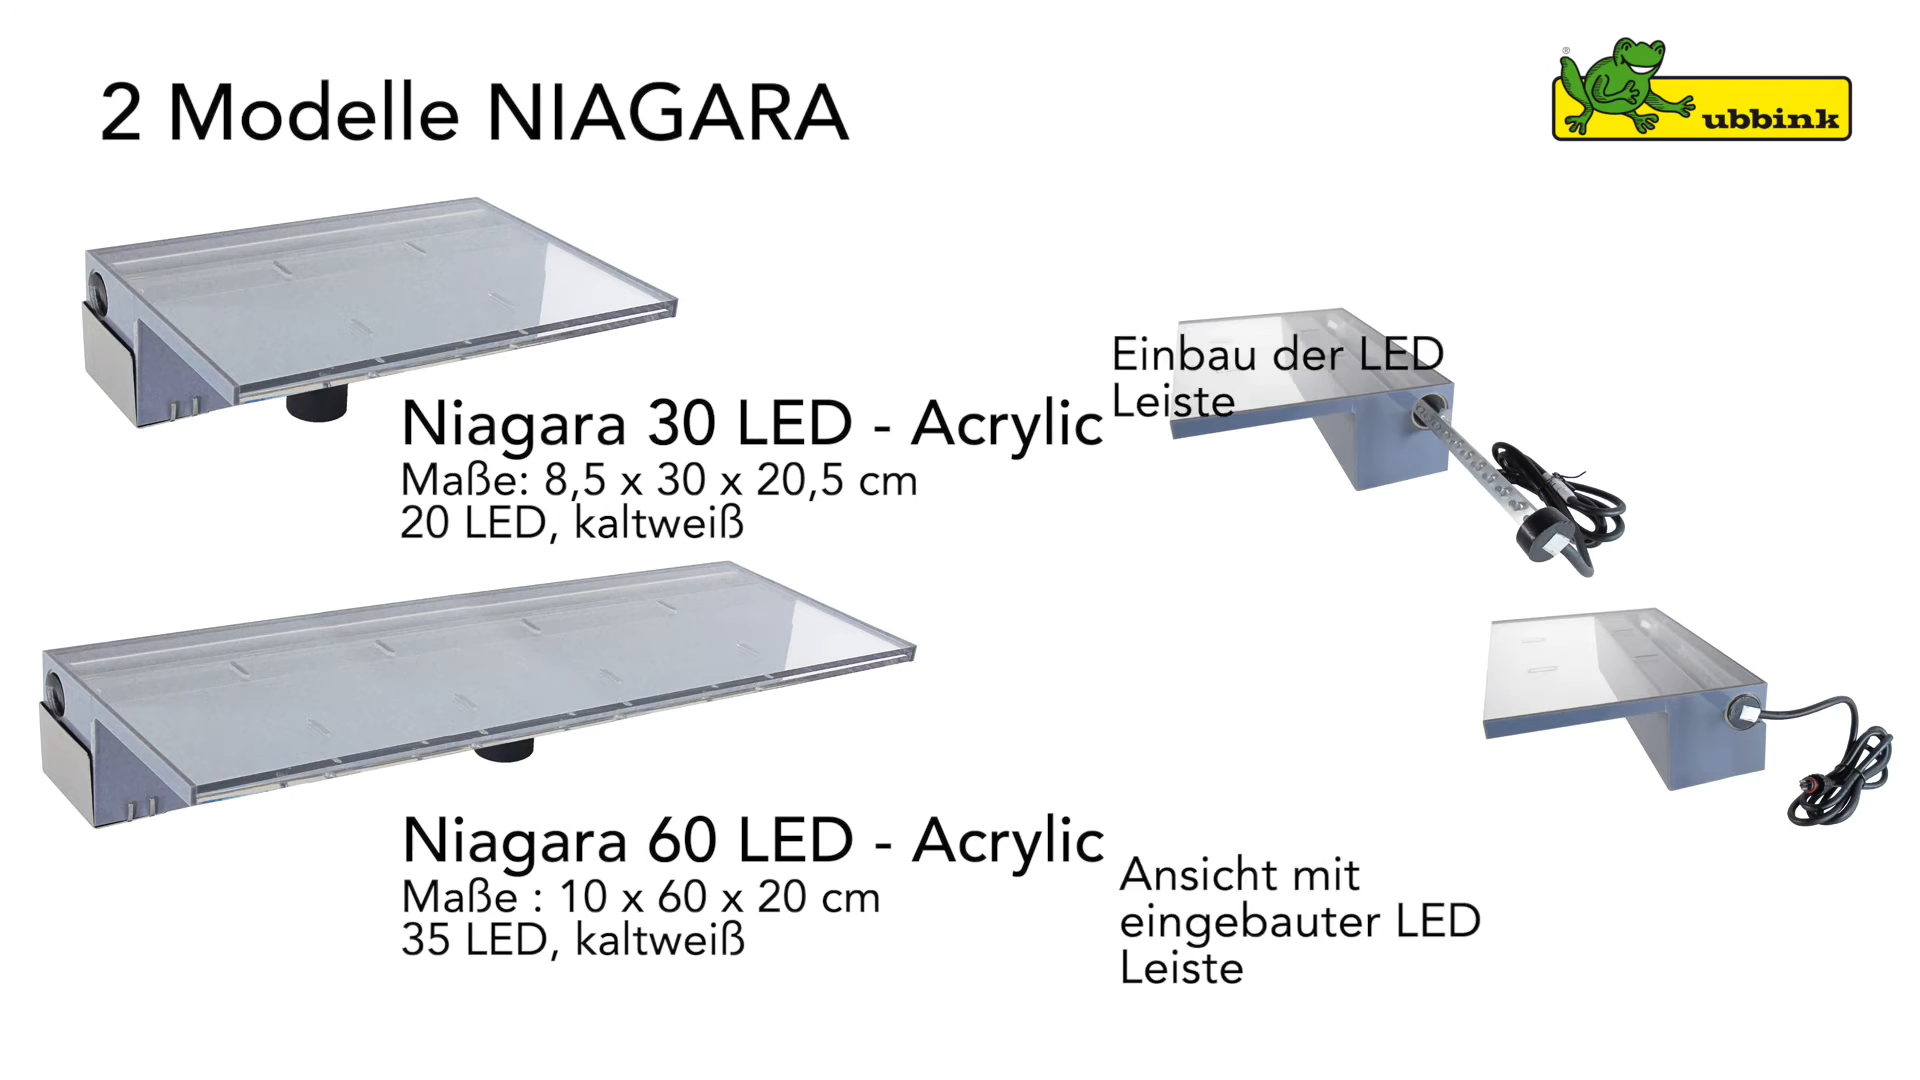 2 Modelle NIAGARA
®
ubbink
Einbau der LED
Leiste
Niagara 30 LED - Acrylic
Maße: 8,5 x 30 x 20,5 cm
20 LED, kaltweiß
Niagara 60 LED - Acrylic
Maße : 10 x 60 x 20 cm
35 LED, kaltweiß
Ansicht mit
eingebauter LED
Leiste